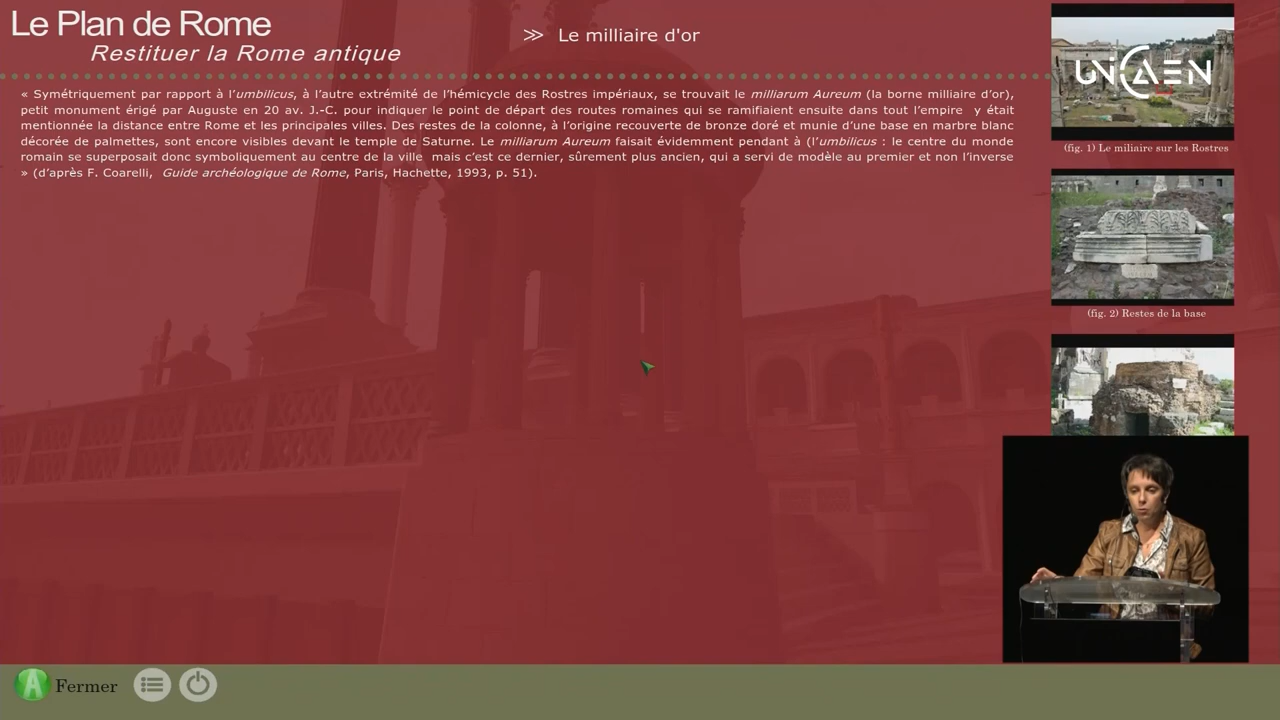 Le Plan de Rome
Restituer la Rome antique
>> Le milliaire d'or
« Symétriquement par rapport à l’umbilicus, à l’autre extrémité de l’hémicycle des Rostres impériaux, se trouvait le milliarum Aureum (la borne milliaire d’or),
petit monument érigé par Auguste en 20 av. J.-C. pour indiquer le point de départ des routes romaines qui se ramifiaient ensuite dans tout l’empire y était
mentionnée la distance entre Rome et les principales villes. Des restes de la colonne, à l’origine recouverte de bronze doré et munie d’une base en marbre blanc
décorée de palmettes, sont encore visibles devant le temple de Saturne. Le milliarum Aureum faisait évidemment pendant à (l’umbilicus : le centre du monde
romain se superposait donc symboliquement au centre de la ville mais c’est ce dernier, sûrement plus ancien, qui a servi de modèle au premier et non l’inverse
» (d’après F. Coarelli, Guide archéologique de Rome, Paris, Hachette, 1993, p. 51).
UNICAEN
(fig. 1) Le miliaire sur les Rostres
(fig. 2) Restes de la base
A Fermer